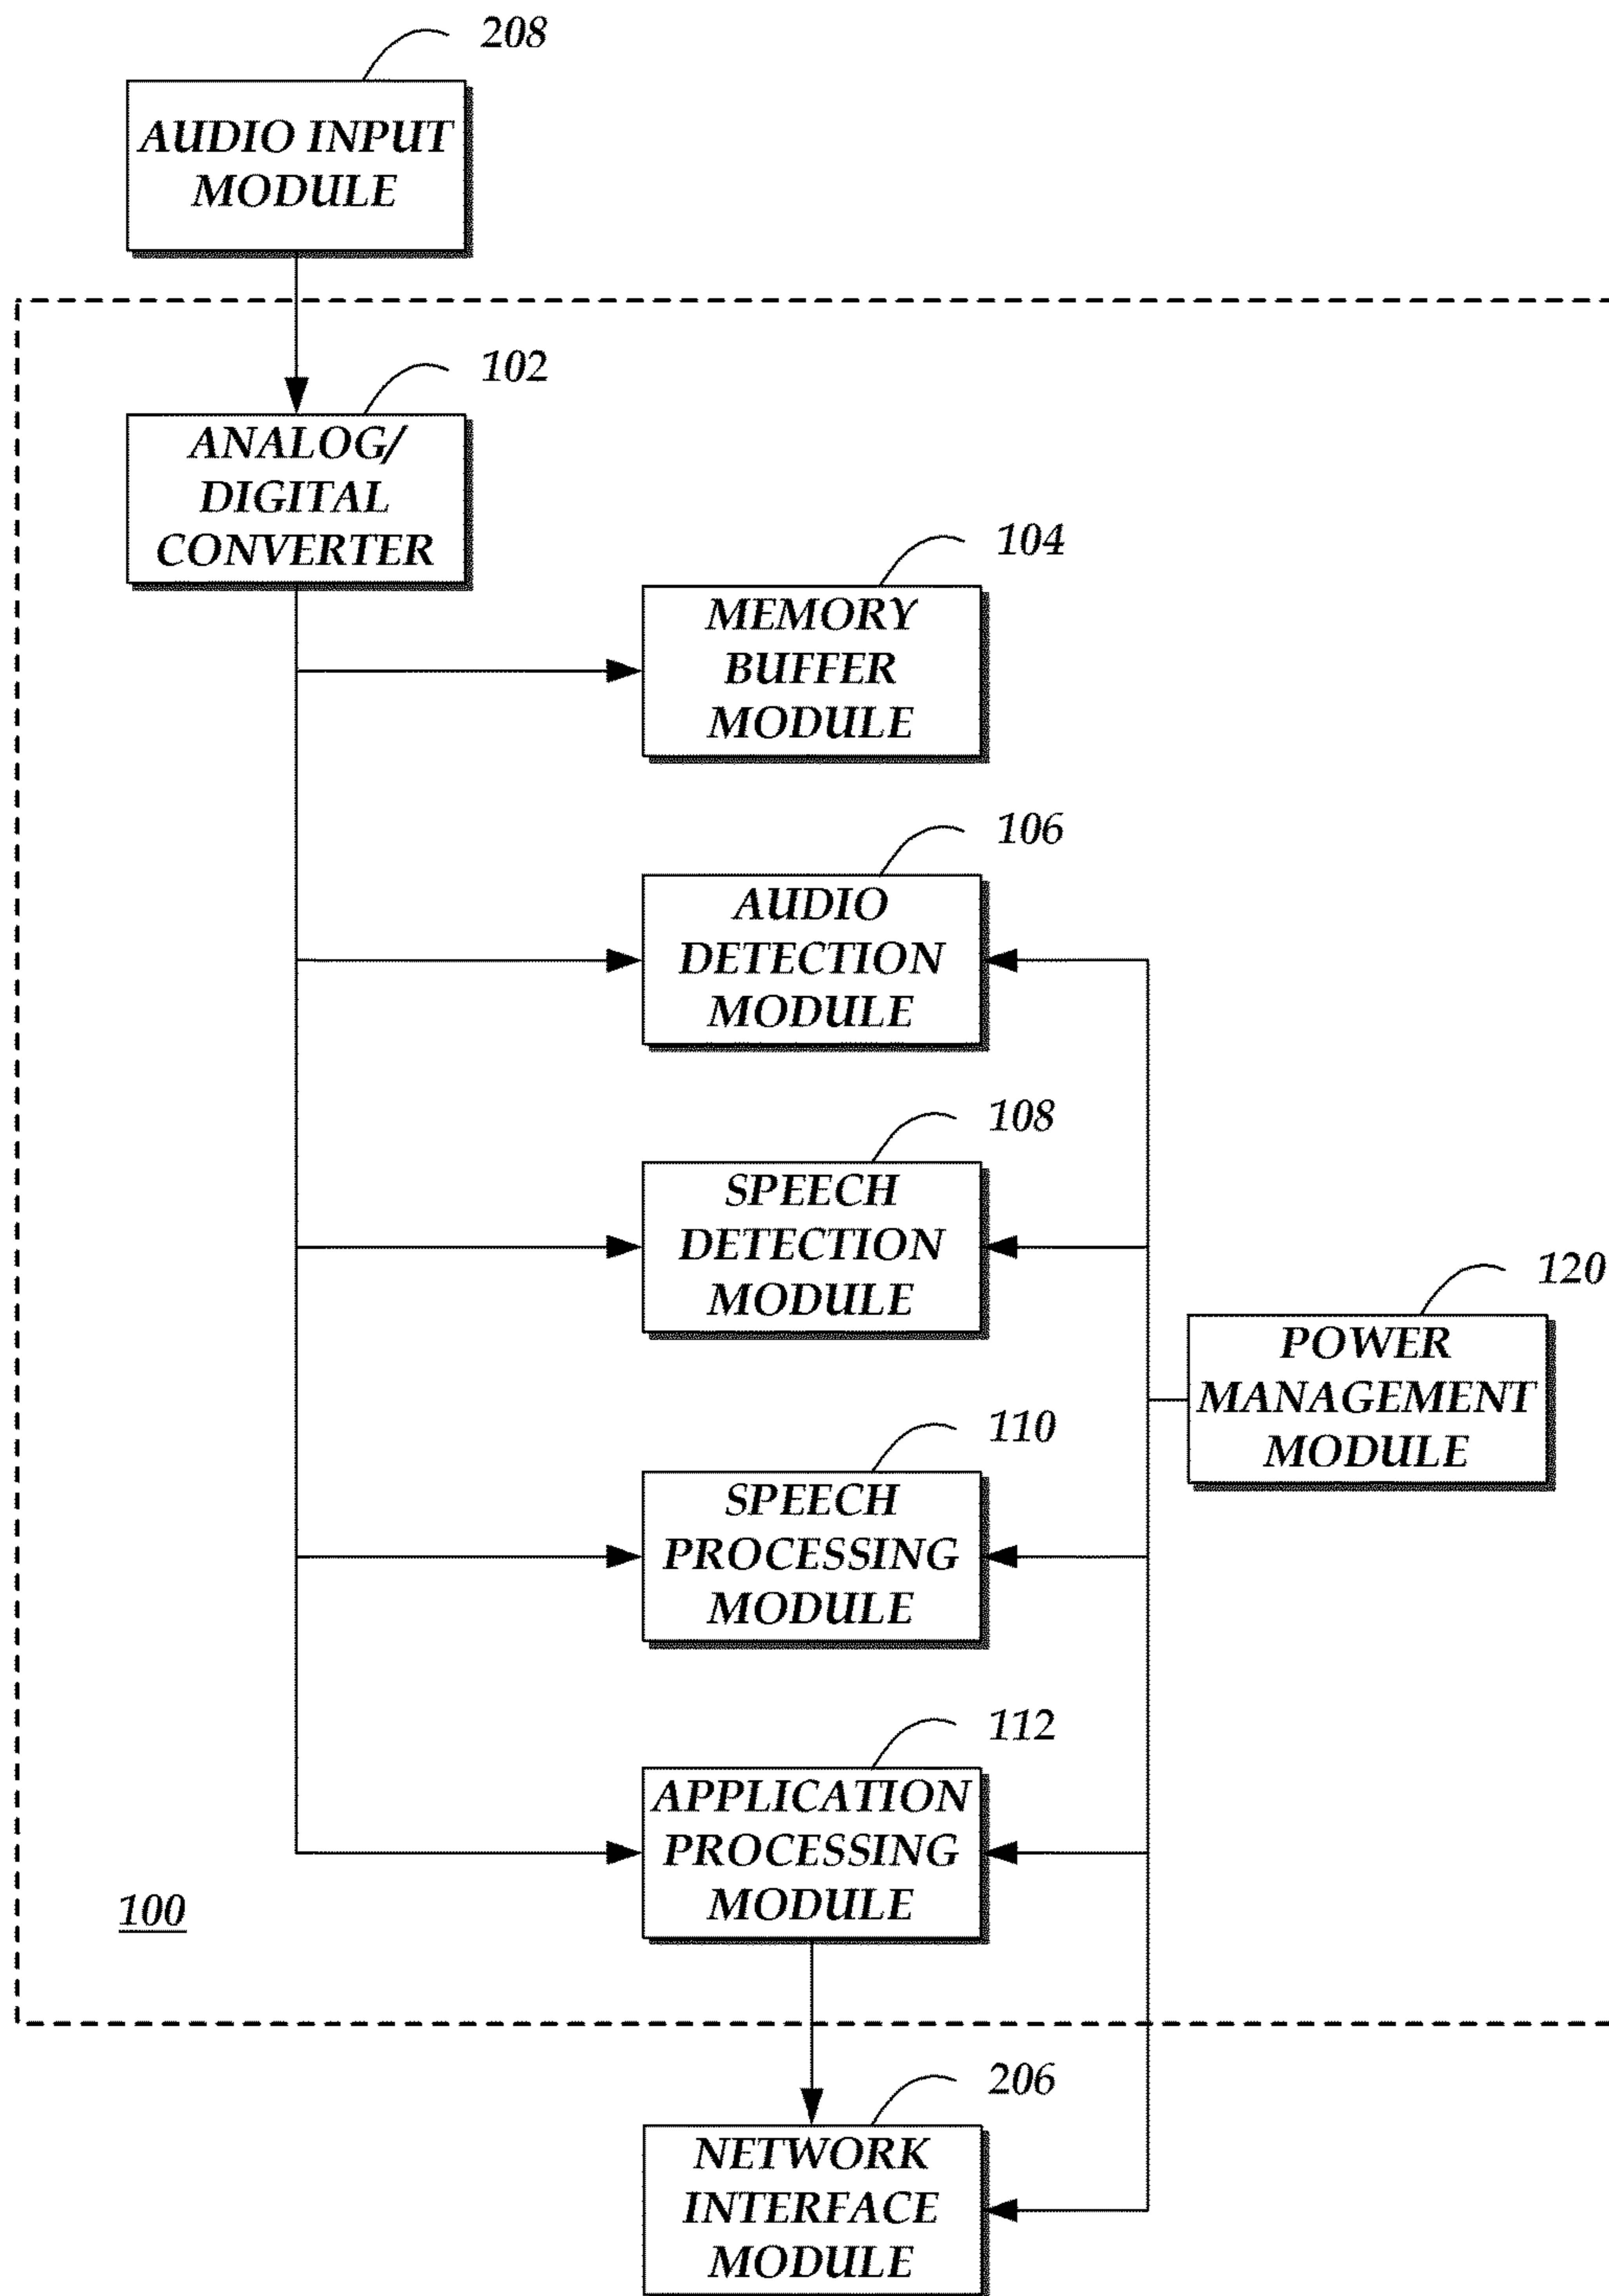 208
AUDIO INPUT
MODULE
102
ANALOG/
DIGITAL
CONVERTER
104
MEMORY
BUFFER
MODULE
106
AUDIO
DETECTION
MODULE
108
SPEECH
DETECTION
MODULE
120
POWER
MANAGEMENT
MODULE
110
SPEECH
PROCESSING
MODULE
112
APPLICATION
PROCESSING
MODULE
100
206
NETWORK
INTERFACE
MODULE